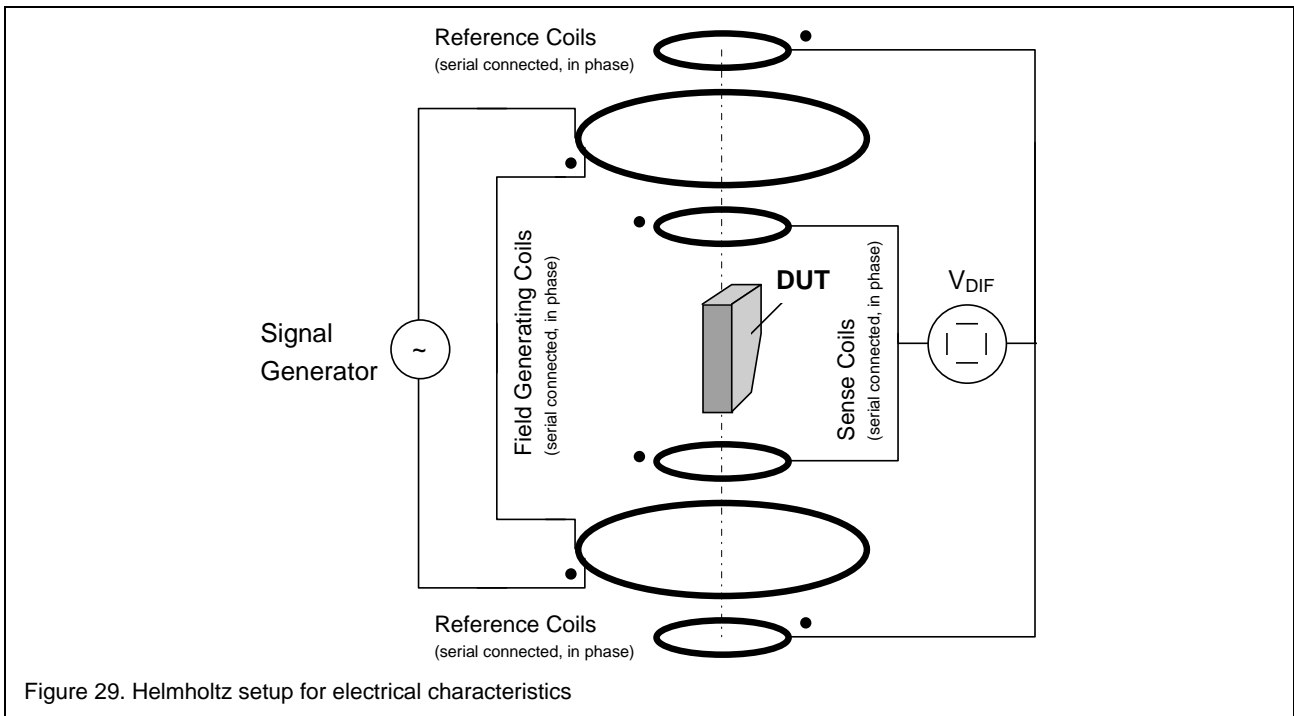 Reference Coils
(serial connected, in phase)
Signal
Generator
~
Field Generating Coils
(serial connected, in phase)
DUT
Sense Coils
(serial connected, in phase)
VDIF
Reference Coils
(serial connected, in phase)
Figure 29. Helmholtz setup for electrical characteristics